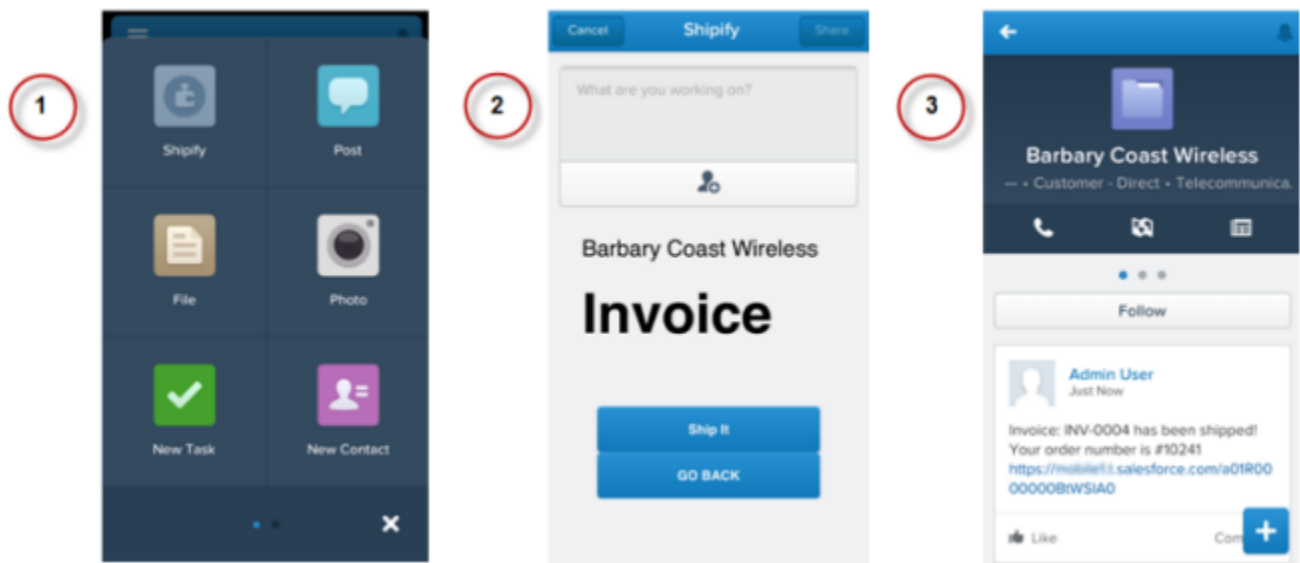 1
Shipify
Post
File
Photo
New Task
New Contact
2
Cancel
Shipify
Share
What are you working on?
Barbary Coast Wireless
Invoice
Ship It
GO BACK
3
Barbary Coast Wireless
— • Customer - Direct • Telecommunica.
Follow
Admin User
Just Now
Invoice: INV-0004 has been shipped!
Your order number is #10241
https://.salesforce.com/a01R00
00000BtWSIA0
Like
Com